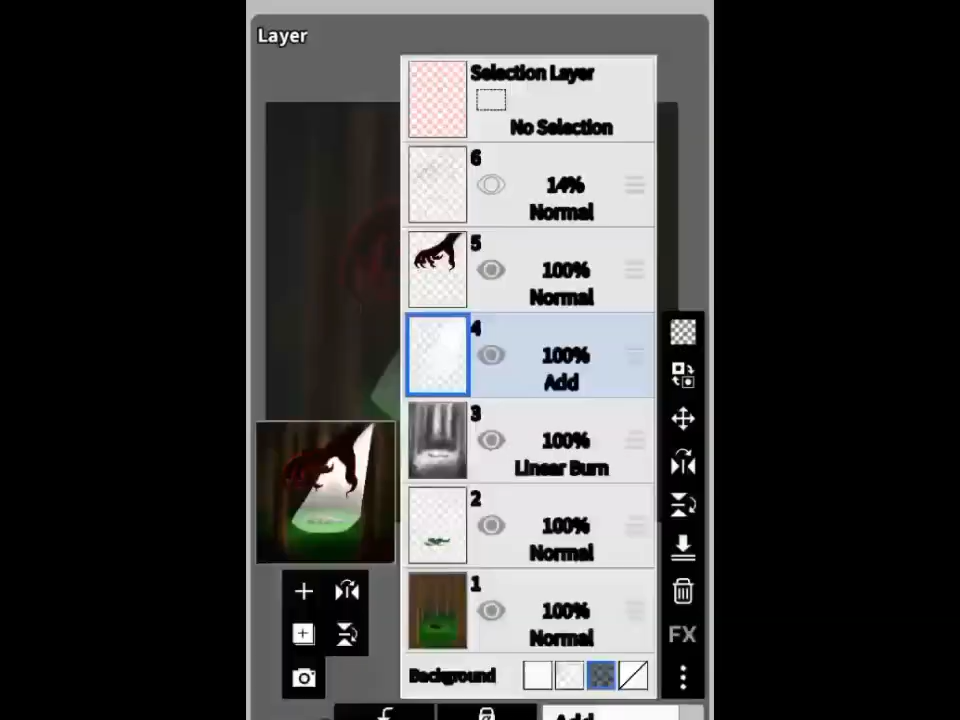 Layer
Selection Layer
No Selection
6
14%
Normal
5
100%
Normal
4
100%
Add
3
100%
Linear Burn
2
100%
Normal
1
100%
Normal
FX
Background
Add